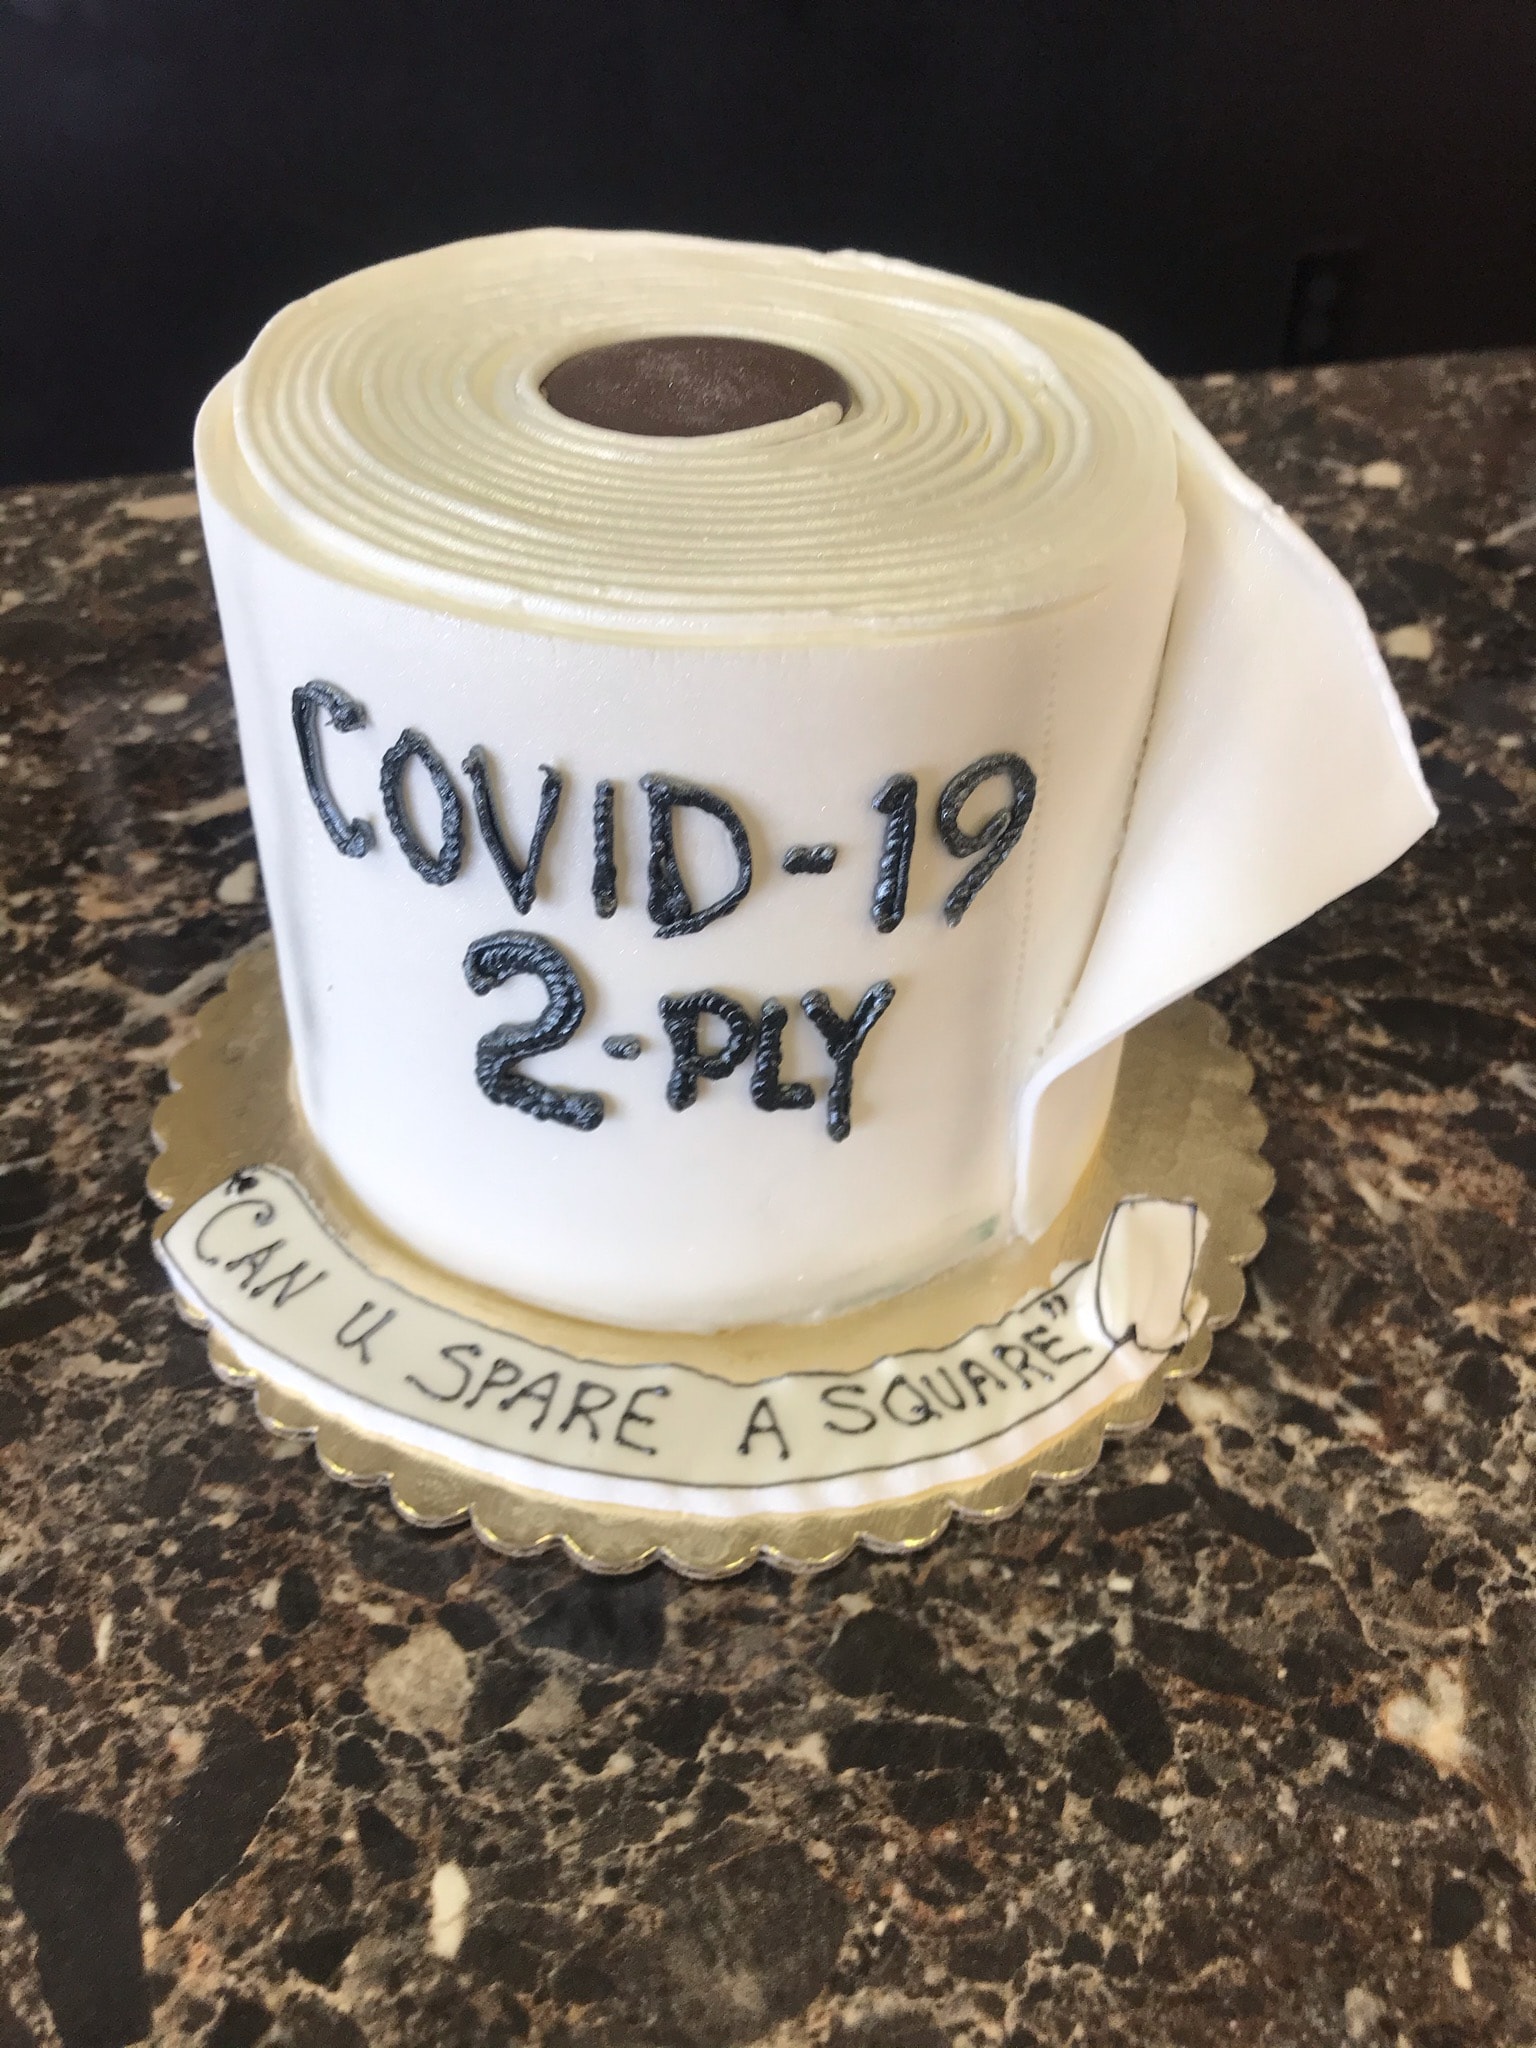 COVID-19
2-PLY
"CAN U SPARE A SQUARE"